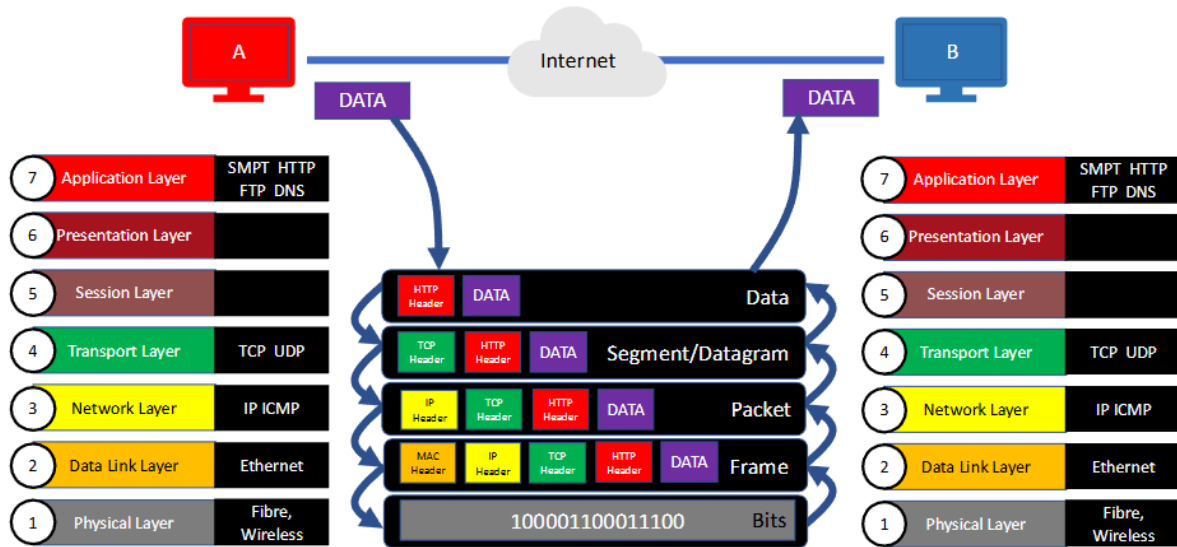 A
Internet
B
DATA
DATA
7
Application Layer
SMPT HTTP
FTP DNS
6
Presentation Layer
5
Session Layer
4
Transport Layer
TCP UDP
3
Network Layer
IP ICMP
2
Data Link Layer
Ethernet
1
Physical Layer
Fibre,
Wireless
HTTP
Header
DATA
Data
TCP
Header
HTTP
Header
DATA
Segment/Datagram
IP
Header
TCP
Header
HTTP
Header
DATA
Packet
MAC
Header
IP
Header
TCP
Header
HTTP
Header
DATA
Frame
100001100011100
Bits
7
Application Layer
SMPT HTTP
FTP DNS
6
Presentation Layer
5
Session Layer
4
Transport Layer
TCP UDP
3
Network Layer
IP ICMP
2
Data Link Layer
Ethernet
1
Physical Layer
Fibre,
Wireless